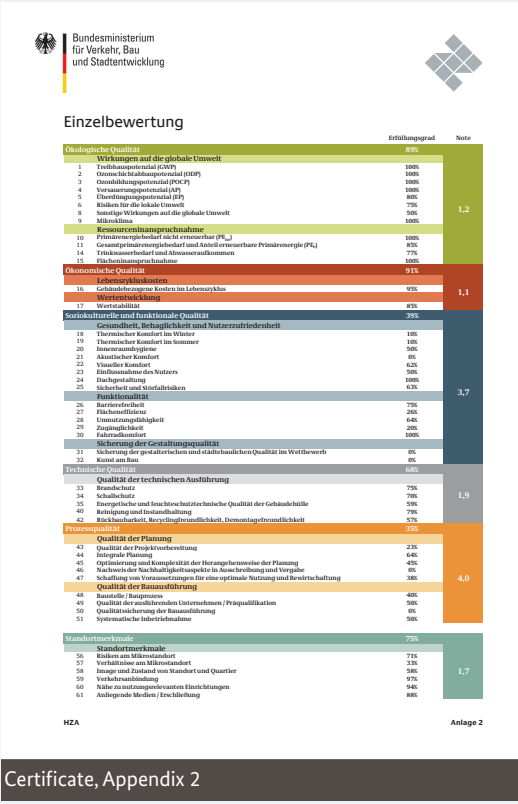 Bundesministerium
für Verkehr, Bau
und Stadtentwicklung
Einzelbewertung
Erfüllungsgrad Note
Ökologische Qualität 89% 1,2
Wirkungen auf die globale Umwelt
1 Treibhauspotenzial (GWP) 100%
2 Ozonschichtabbaupotenzial (ODP) 100%
3 Ozonbildungspotenzial (POCP) 100%
4 Versauerungspotenzial (AP) 100%
5 Überdüngungspotenzial (EP) 80%
6 Risiken für die lokale Umwelt 75%
8 Sonstige Wirkungen auf die globale Umwelt 50%
9 Mikroklima 100%
Ressourceninanspruchnahme
10 Primärenergiebedarf nicht erneuerbar 100%
11 Gesamtprimärenergiebedarf und Anteil erneuerbare Primärenergie 85%
14 Trinkwasserbedarf und Abwasseraufkommen 77%
15 Flächeninanspruchnahme 100%
Ökonomische Qualität 91% 1,1
Lebenszykluskosten
16 Gebäudebezogene Kosten im Lebenszyklus 95%
Wertentwicklung
17 Wertstabilität 85%
Soziokulturelle und funktionale Qualität 39% 3,7
Gesundheit, Behaglichkeit und Nutzerzufriedenheit
18 Thermischer Komfort im Winter 10%
19 Thermischer Komfort im Sommer 10%
20 Innenraumhygiene 50%
21 Akustischer Komfort 0%
22 Visueller Komfort 62%
23 Einflussnahme des Nutzers 50%
24 Dachgestaltung 100%
25 Sicherheit und Störfallrisiken 63%
Funktionalität
26 Barrierefreiheit 75%
27 Flächeneffizienz 26%
28 Umnutzungsfähigkeit 64%
29 Zugänglichkeit 20%
30 Fahrradkomfort 100%
Sicherung der Gestaltungsqualität
31 Sicherung der gestalterischen und städtebaulichen Qualität im Wettbewerb 0%
32 Kunst am Bau 0%
Technische Qualität 68% 1,9
Qualität der technischen Ausführung
33 Brandschutz 75%
34 Schallschutz 70%
35 Energetische und feuchteschutztechnische Qualität der Gebäudehülle 59%
40 Reinigung und Instandhaltung 79%
42 Rückbaubarkeit, Recyclingfreundlichkeit, Demontagefreundlichkeit 57%
Prozessqualität 35% 4,0
Qualität der Planung
43 Qualität der Projektvorbereitung 23%
44 Integrale Planung 64%
45 Optimierung und Komplexität der Herangehensweise der Planung 45%
46 Nachweis der Nachhaltigkeitsaspekte in Ausschreibung und Vergabe 0%
47 Schaffung von Voraussetzungen für eine optimale Nutzung und Bewirtschaftung 38%
Qualität der Bauausführung
48 Baustelle / Bauprozess 40%
49 Qualität der ausführenden Unternehmen / Präqualifikation 50%
50 Qualitätssicherung der Bauausführung 0%
51 Systematische Inbetriebnahme 50%
Standortmerkmale 75% 1,7
Standortmerkmale
56 Risiken am Mikrostandort 71%
57 Verhältnisse am Mikrostandort 33%
58 Image und Zustand von Standort und Quartier 58%
59 Verkehrsanbindung 97%
60 Nähe zu nutzungsrelevanten Einrichtungen 94%
61 Anliegende Medien / Erschließung 88%
HZA Anlage 2
Certificate, Appendix 2